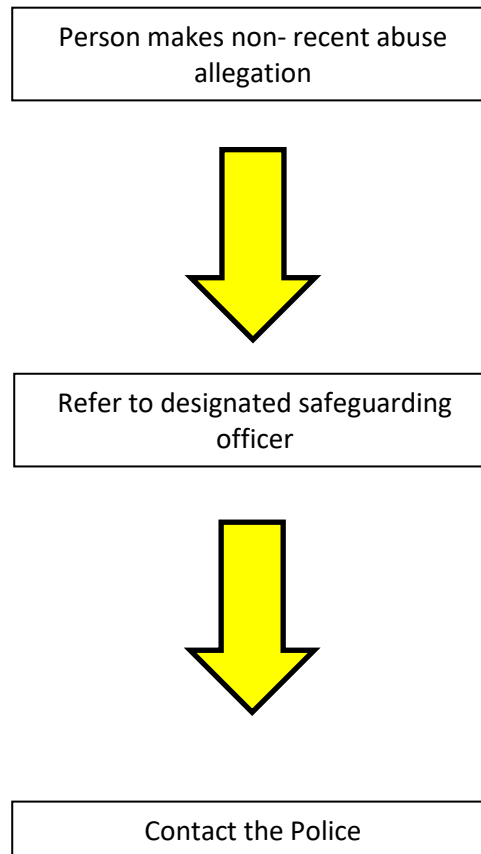 Person makes non- recent abuse
allegation
Refer to designated safeguarding
officer
Contact the Police